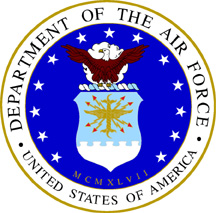 DEPARTMENT OF THE AIR FORCE
MCMXLVII
UNITED STATES OF AMERICA